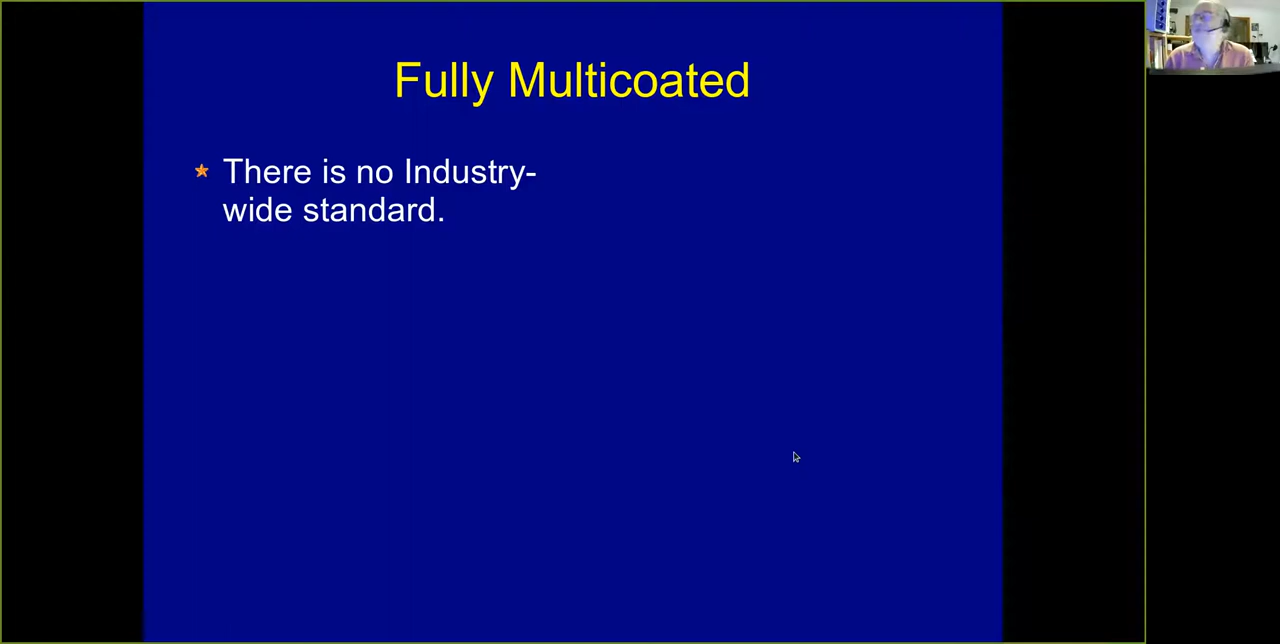 Fully Multicoated
There is no Industry-
wide standard.